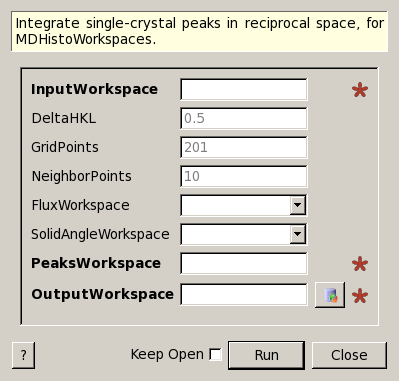 Integrate single-crystal peaks in reciprocal space, for
MDHistoWorkspaces.
InputWorkspace
DeltaHKL 0.5
GridPoints 201
NeighborPoints 10
FluxWorkspace
SolidAngleWorkspace
PeaksWorkspace
OutputWorkspace
? Keep Open Run Close